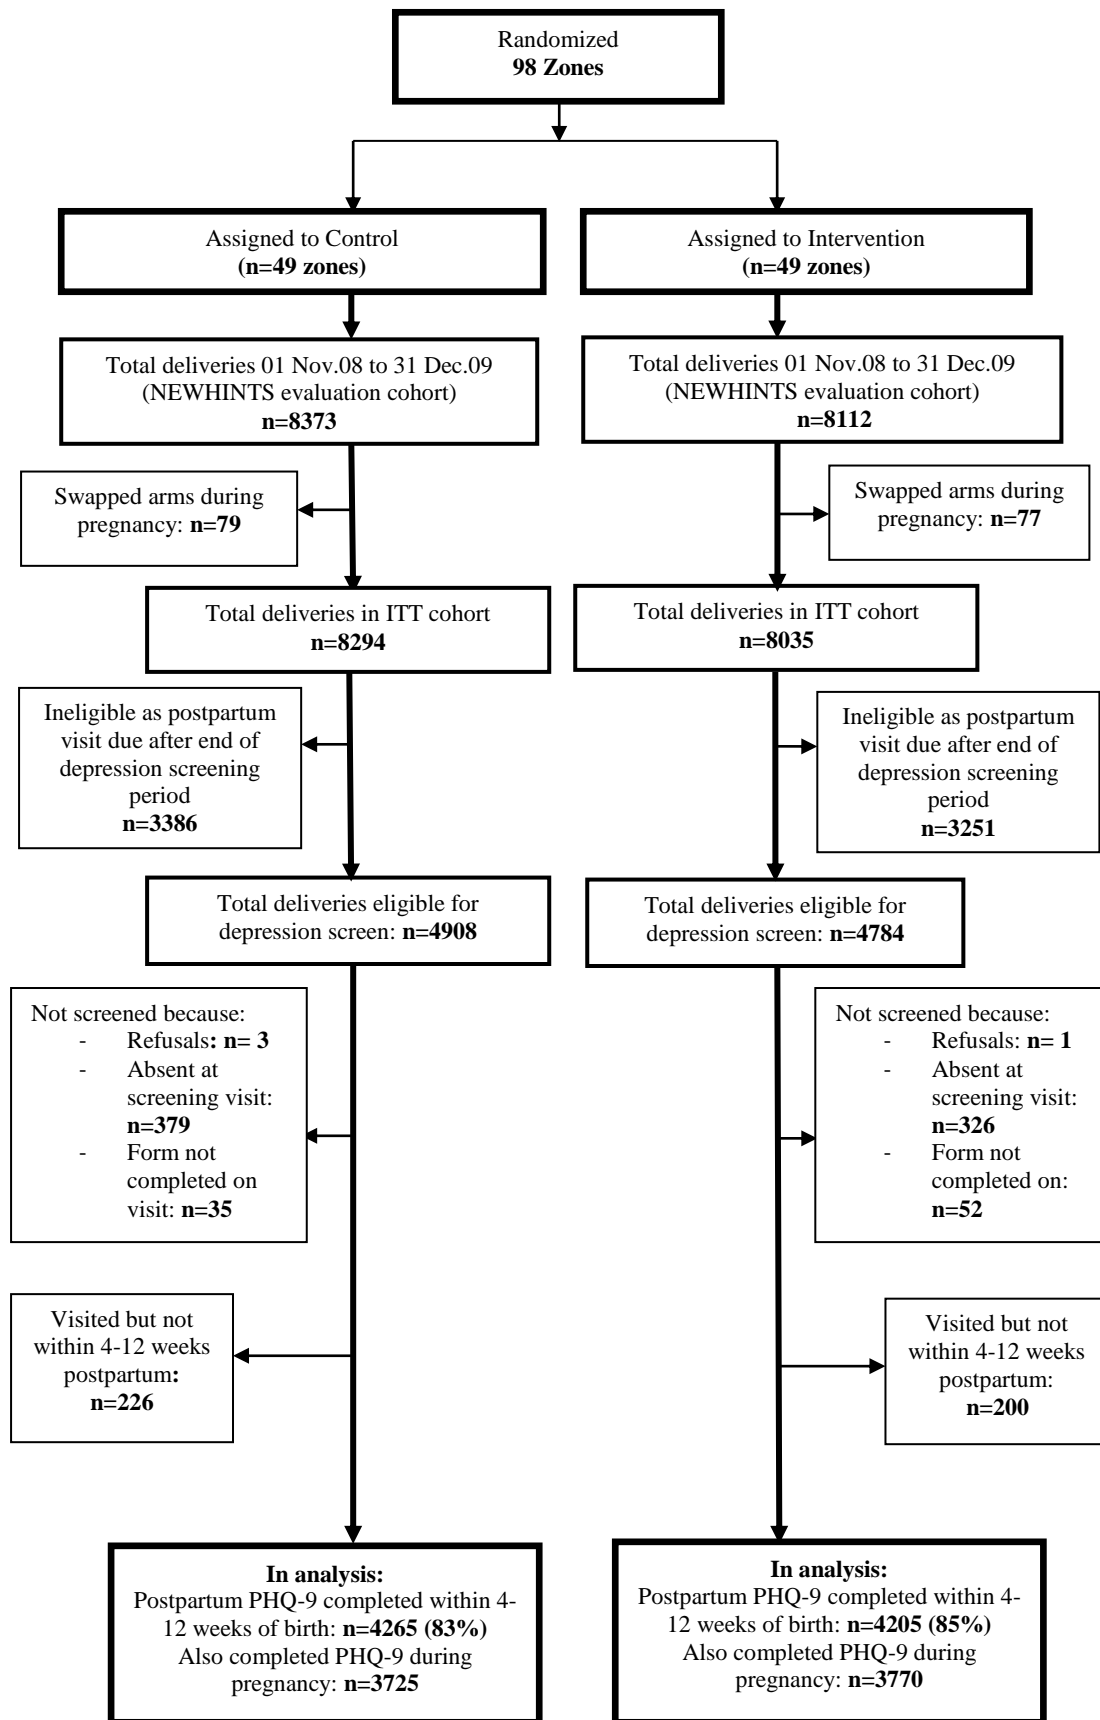 Randomized
98 Zones
Assigned to Control
(n=49 zones)
Assigned to Intervention
(n=49 zones)
Total deliveries 01 Nov.08 to 31 Dec.09
(NEWHINTS evaluation cohort)
n=8373
Total deliveries 01 Nov.08 to 31 Dec.09
(NEWHINTS evaluation cohort)
n=8112
Swapped arms during
pregnancy: n=79
Swapped arms during
pregnancy: n=77
Total deliveries in ITT cohort
n=8294
Total deliveries in ITT cohort
n=8035
Ineligible as postpartum
visit due after end of
depression screening
period
n=3386
Ineligible as postpartum
visit due after end of
depression screening
period
n=3251
Total deliveries eligible for
depression screen: n=4908
Total deliveries eligible for
depression screen: n=4784
Not screened because:
- Refusals: n= 3
- Absent at
screening visit:
n=379
- Form not
completed on
visit: n=35
Not screened because:
- Refusals: n= 1
- Absent at
screening visit:
n=326
- Form not
completed on:
n=52
Visited but not
within 4-12 weeks
postpartum:
n=226
Visited but not
within 4-12 weeks
postpartum:
n=200
In analysis:
Postpartum PHQ-9 completed within 4-
12 weeks of birth: n=4265 (83%)
Also completed PHQ-9 during
pregnancy: n=3725
In analysis:
Postpartum PHQ-9 completed within 4-
12 weeks of birth: n=4205 (85%)
Also completed PHQ-9 during
pregnancy: n=3770